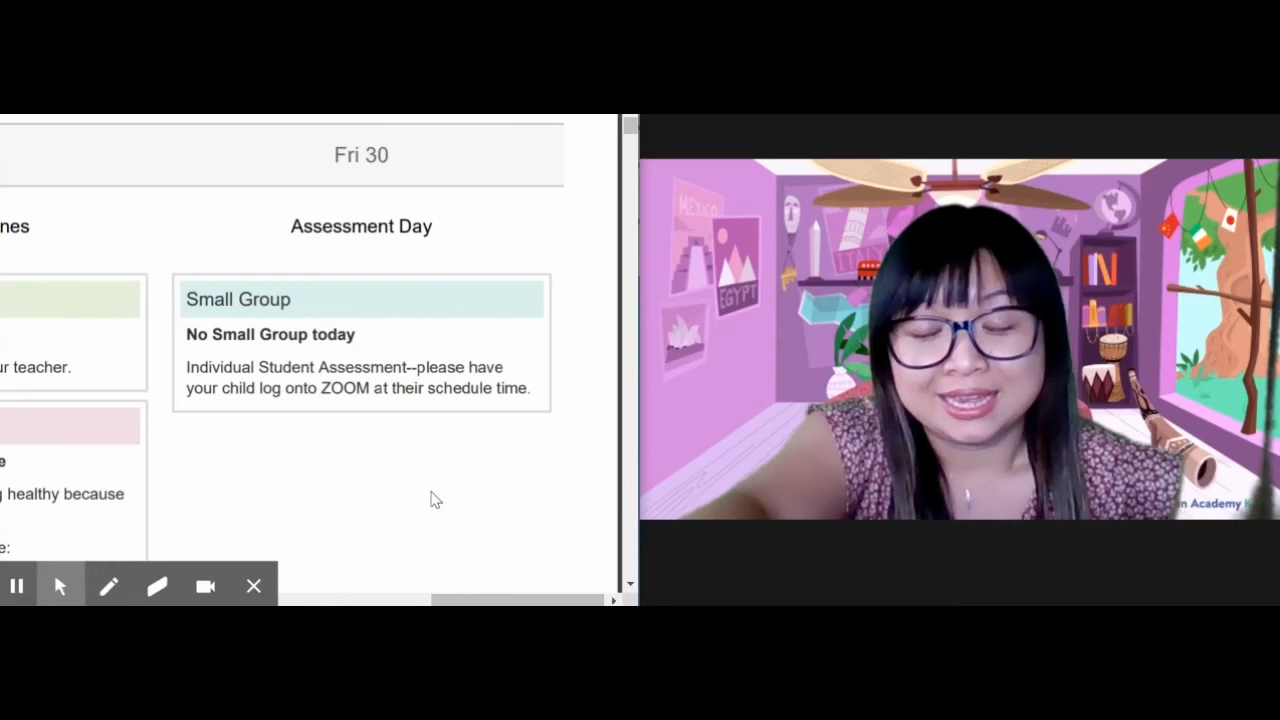 Fri 30
nes
Assessment Day
Small Group
No Small Group today
ur teacher.
Individual Student Assessment--please have
your child log onto ZOOM at their schedule time.
e
g healthy because
e:
MEXICO
EGYPT
n Academy K